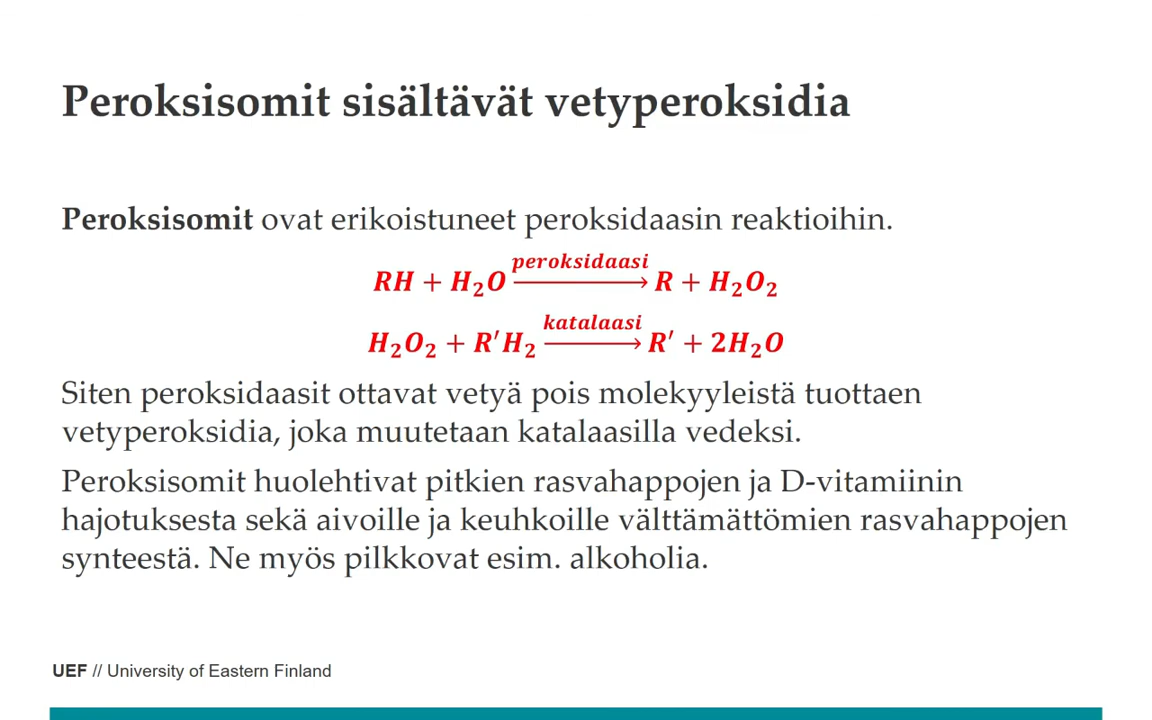 Peroksisomit sisältävät vetyperoksidia
Peroksisomit ovat erikoistuneet peroksidaasin reaktioihin.
RH + H₂O —peroksidaasi→ R + H₂O₂
H₂O₂ + R′H₂ —katalaasi→ R′ + 2H₂O
Siten peroksidaasit ottavat vetyä pois molekyyleistä tuottaen
vetyperoksidia, joka muutetaan katalaasilla vedeksi.
Peroksisomit huolehtivat pitkien rasvahappojen ja D-vitamiinin
hajotuksesta sekä aivoille ja keuhkoille välttämättömien rasvahappojen
synteestä. Ne myös pilkkovat esim. alkoholia.
UEF // University of Eastern Finland